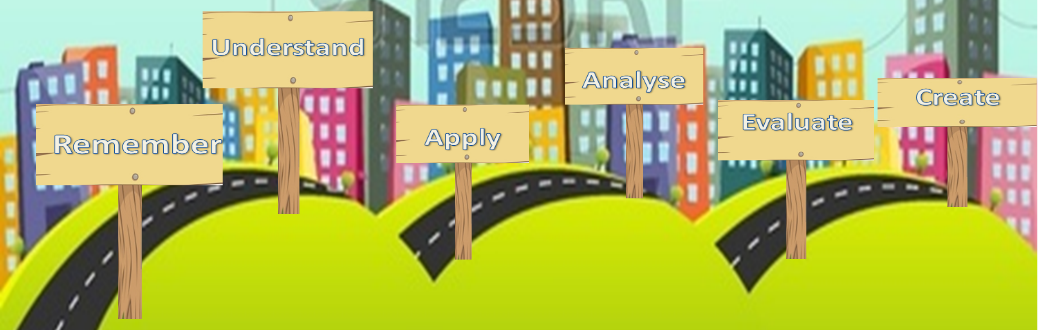 Remember
Understand
Apply
Analyse
Evaluate
Create